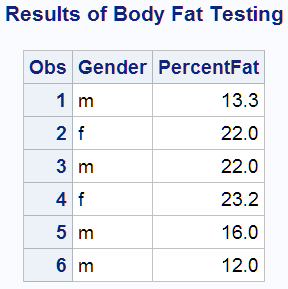 Results of Body Fat Testing
Obs Gender PercentFat
1 m 13.3
2 f 22.0
3 m 22.0
4 f 23.2
5 m 16.0
6 m 12.0